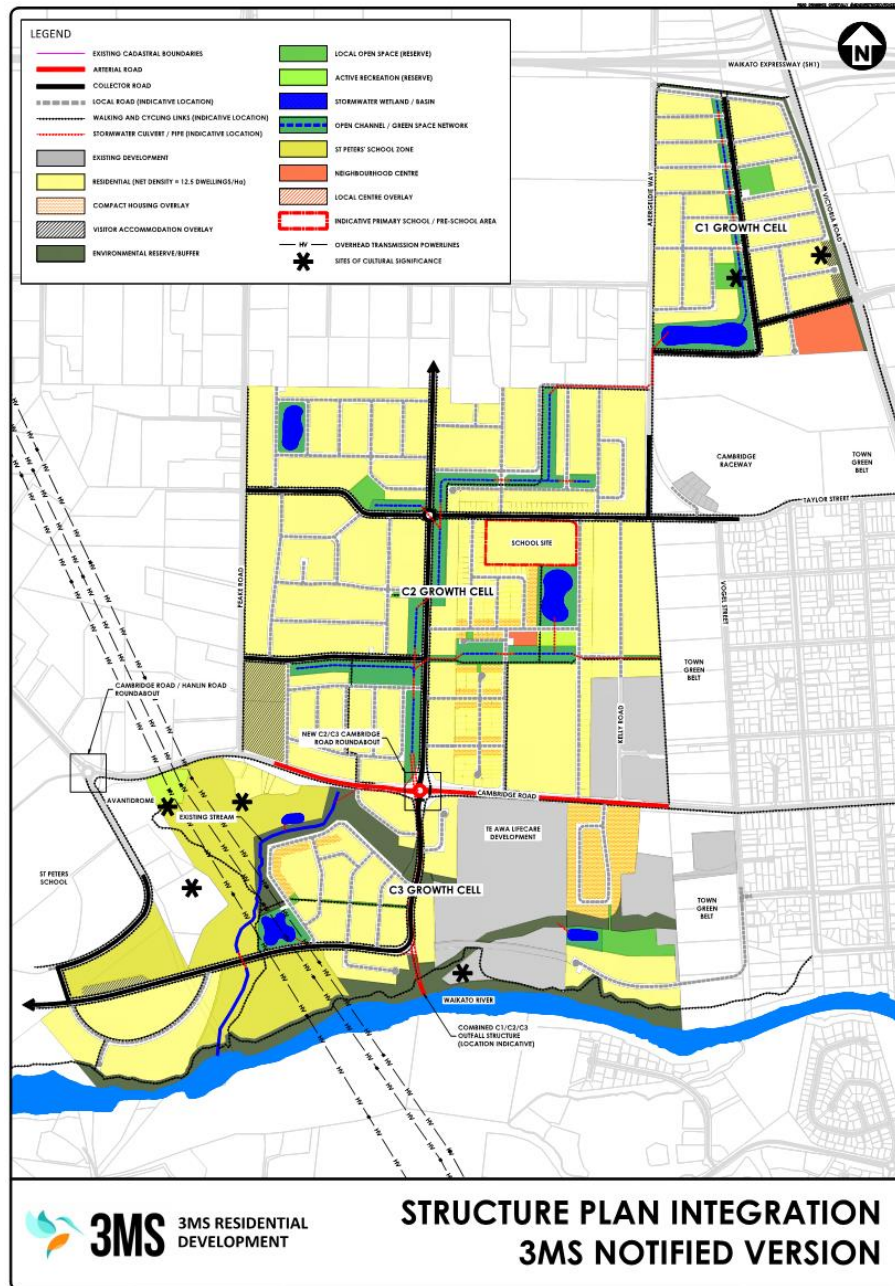 READ DRAWINGS CAREFULLY
LEGEND
EXISTING CADASTRAL BOUNDARIES
ARTERIAL ROAD
COLLECTOR ROAD
LOCAL ROAD (INDICATIVE LOCATION)
WALKING AND CYCLING LINKS (INDICATIVE LOCATION)
STORMWATER CULVERT / PIPE (INDICATIVE LOCATION)
EXISTING DEVELOPMENT
RESIDENTIAL (NET DENSITY = 12.5 DWELLINGS/Ha)
COMPACT HOUSING OVERLAY
VISITOR ACCOMMODATION OVERLAY
ENVIRONMENTAL RESERVE/BUFFER
LOCAL OPEN SPACE (RESERVE)
ACTIVE RECREATION (RESERVE)
STORMWATER WETLAND / BASIN
OPEN CHANNEL / GREEN SPACE NETWORK
ST PETERS' SCHOOL ZONE
NEIGHBOURHOOD CENTRE
LOCAL CENTRE OVERLAY
INDICATIVE PRIMARY SCHOOL / PRE-SCHOOL AREA
HV
OVERHEAD TRANSMISSION POWERLINES
SITES OF CULTURAL SIGNIFICANCE
N
WAIKATO EXPRESSWAY (SH1)
ABERGELDIE WAY
VICTORIA ROAD
C1 GROWTH CELL
CAMBRIDGE
RACEWAY
TOWN
GREEN
BELT
TAYLOR STREET
SCHOOL SITE
PEAKE ROAD
C2 GROWTH CELL
VOGEL STREET
TOWN
GREEN
BELT
KELLY ROAD
CAMBRIDGE ROAD / HANLIN ROAD
ROUNDABOUT
NEW C2/C3 CAMBRIDGE
ROAD ROUNDABOUT
CAMBRIDGE ROAD
AVANTIDROME
EXISTING STREAM
TE AWA LIFECARE
DEVELOPMENT
ST PETERS
SCHOOL
C3 GROWTH CELL
TOWN
GREEN
BELT
WAIKATO RIVER
COMBINED C1/C2/C3
OUTFALL STRUCTURE
(LOCATION INDICATIVE)
3MS
3MS RESIDENTIAL
DEVELOPMENT
STRUCTURE PLAN INTEGRATION
3MS NOTIFIED VERSION